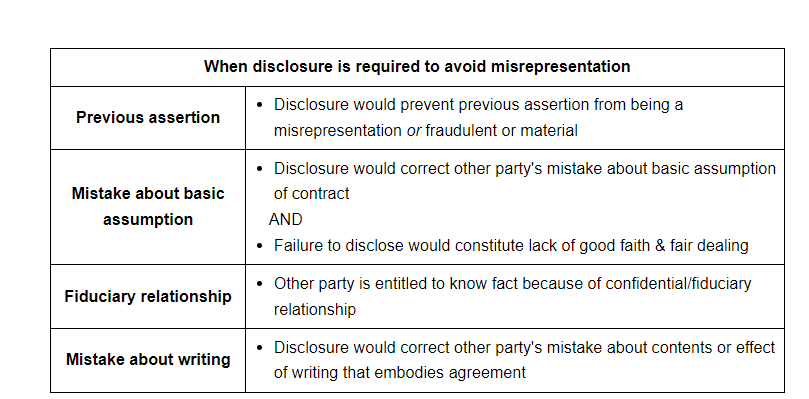 When disclosure is required to avoid misrepresentation
Previous assertion
• Disclosure would prevent previous assertion from being a
misrepresentation or fraudulent or material
Mistake about basic
assumption
• Disclosure would correct other party's mistake about basic assumption
of contract
AND
• Failure to disclose would constitute lack of good faith & fair dealing
Fiduciary relationship
• Other party is entitled to know fact because of confidential/fiduciary
relationship
Mistake about writing
• Disclosure would correct other party's mistake about contents or effect
of writing that embodies agreement